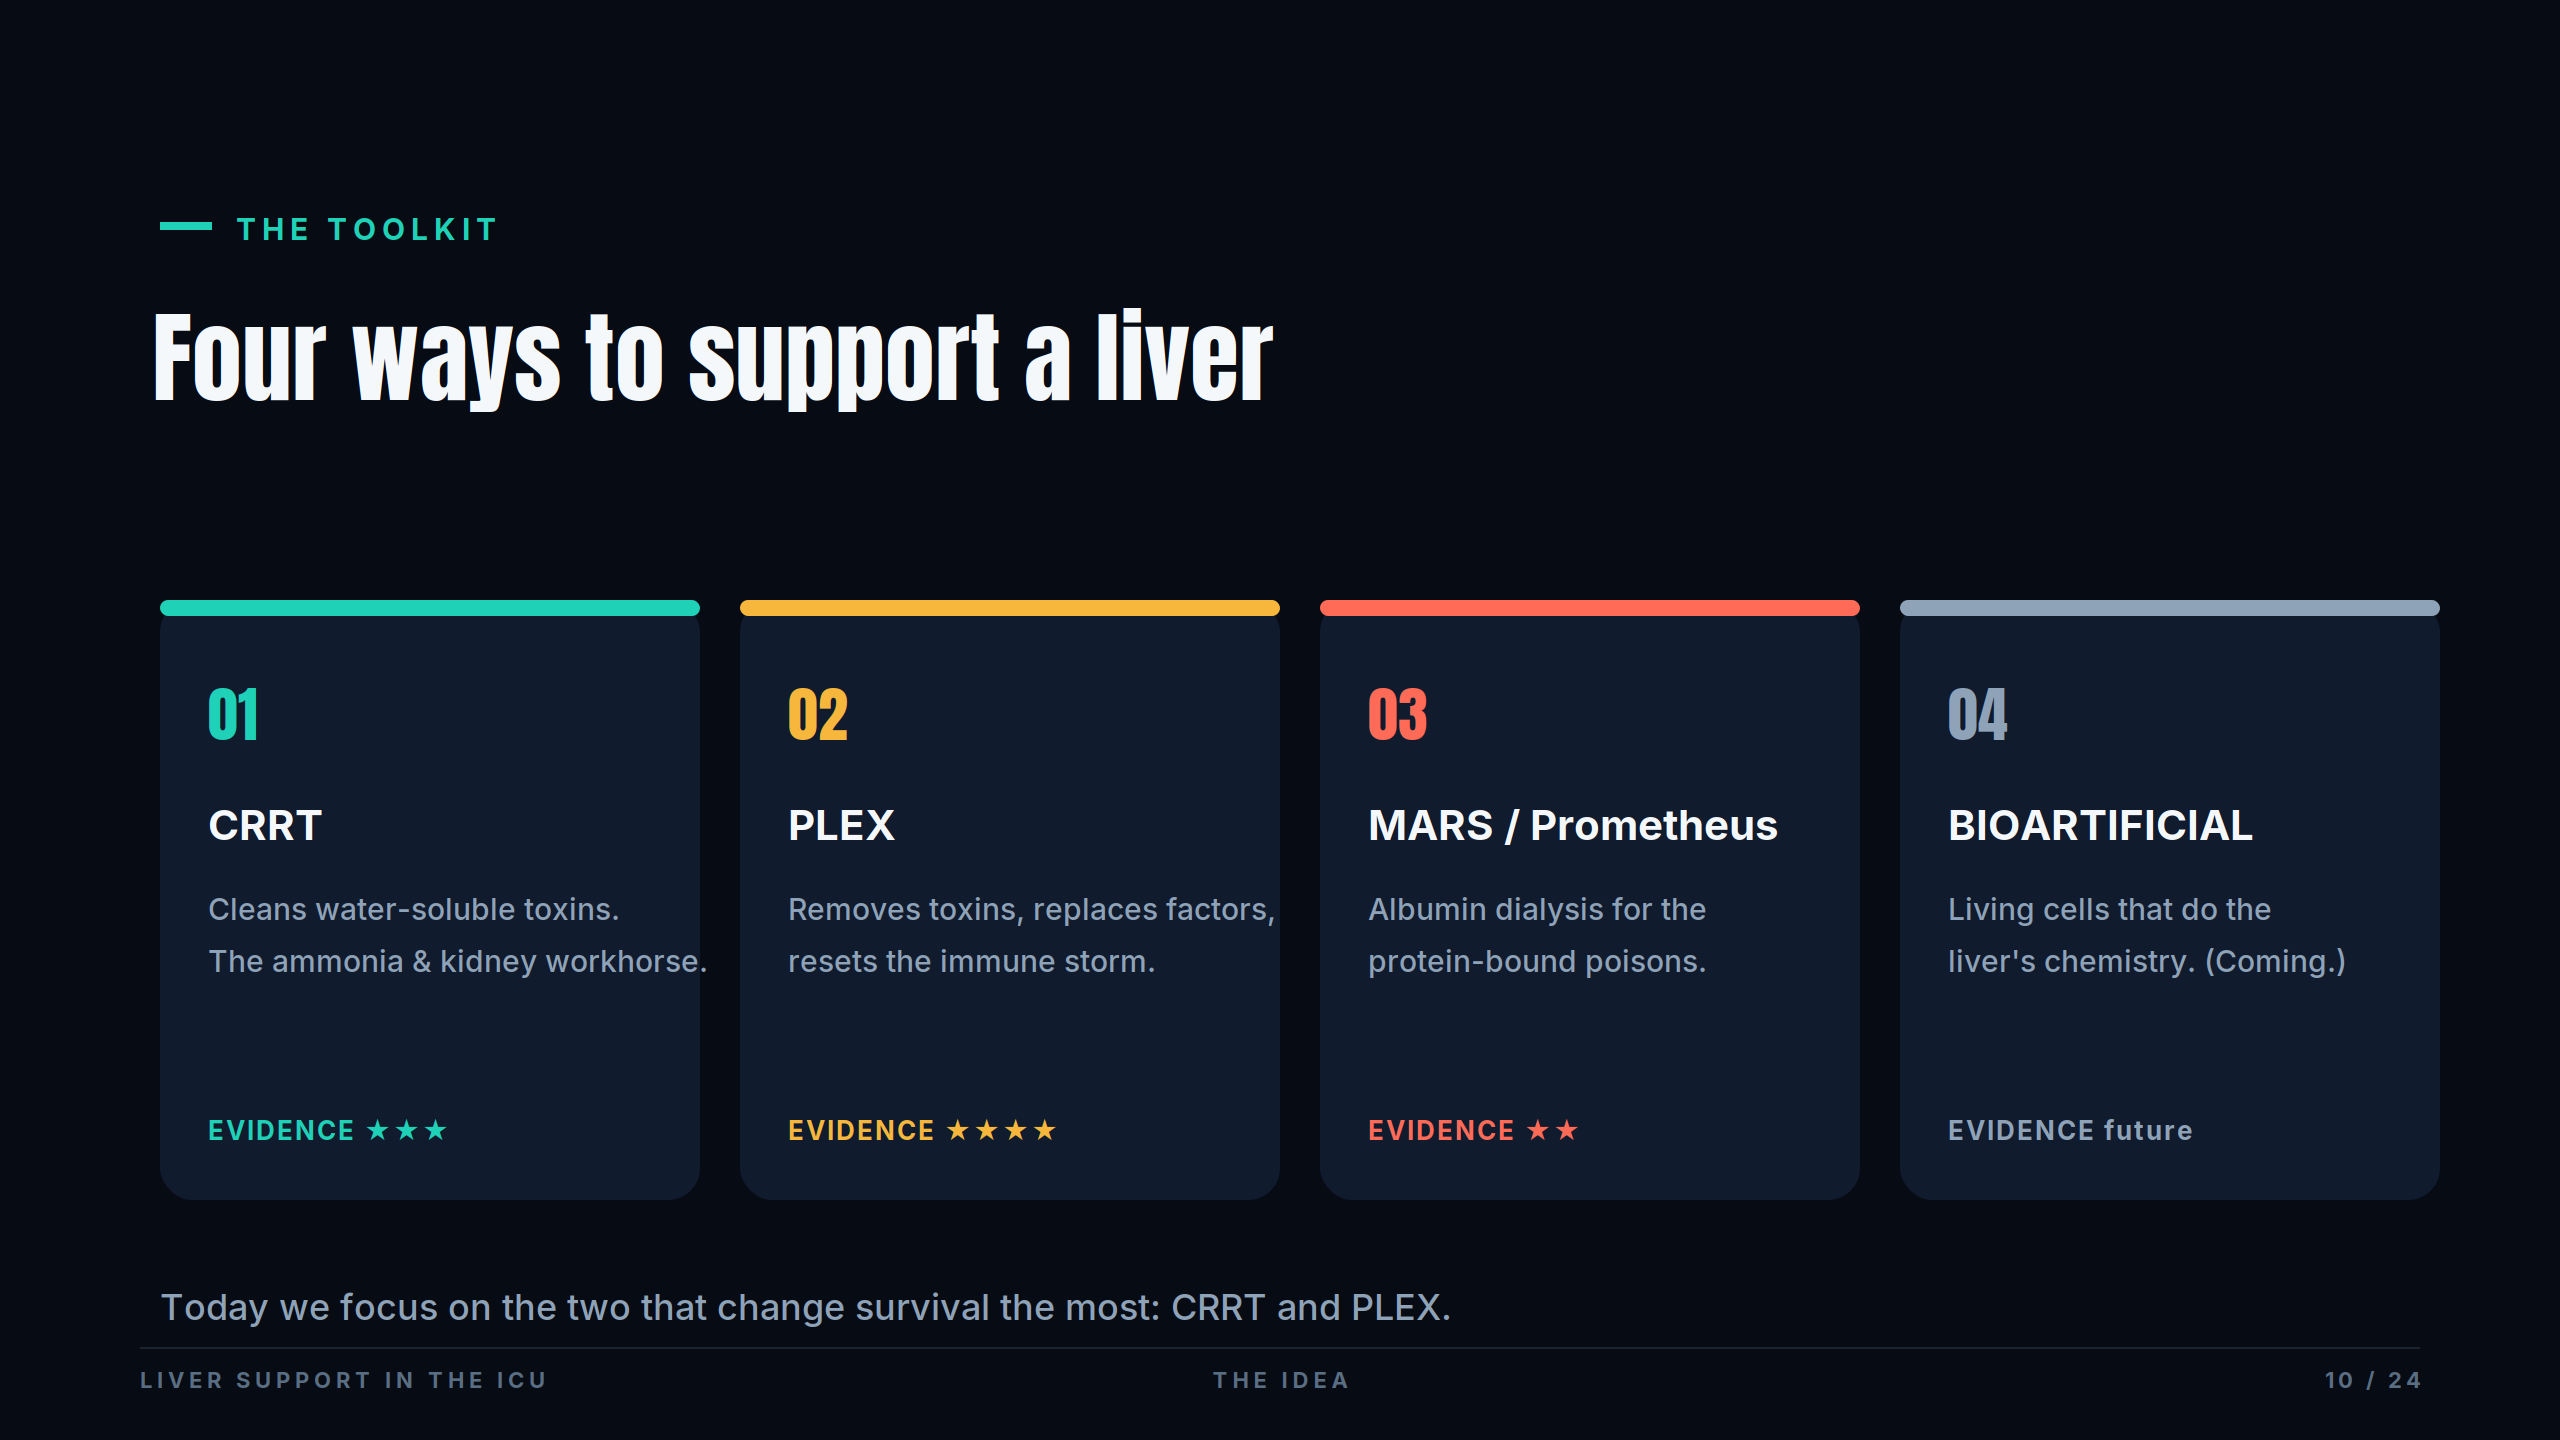 THE TOOLKIT
Four ways to support a liver
01
CRRT
Cleans water-soluble toxins.
The ammonia & kidney workhorse.
EVIDENCE ★★★
02
PLEX
Removes toxins, replaces factors,
resets the immune storm.
EVIDENCE ★★★★
03
MARS / Prometheus
Albumin dialysis for the
protein-bound poisons.
EVIDENCE ★★
04
BIOARTIFICIAL
Living cells that do the
liver's chemistry. (Coming.)
EVIDENCE future
Today we focus on the two that change survival the most: CRRT and PLEX.
LIVER SUPPORT IN THE ICU
THE IDEA
10 / 24